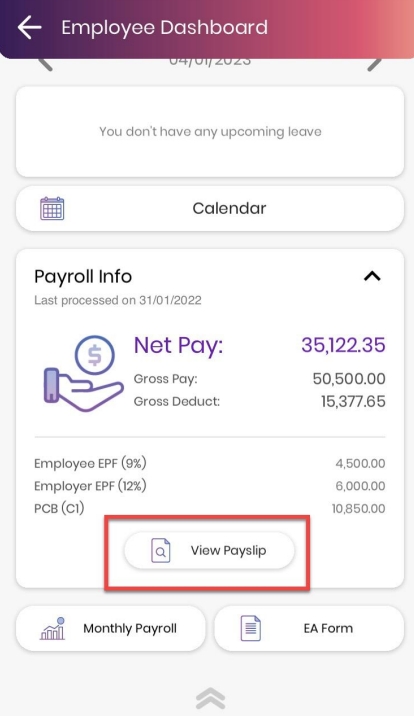 Employee Dashboard
04/01/2023
You don't have any upcoming leave
Calendar
Payroll Info
Last processed on 31/01/2022
Net Pay: 35,122.35
Gross Pay: 50,500.00
Gross Deduct: 15,377.65
Employee EPF (9%) 4,500.00
Employer EPF (12%) 6,000.00
PCB (C1) 10,850.00
View Payslip
Monthly Payroll EA Form